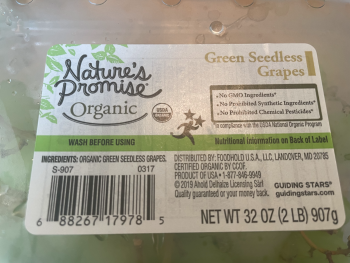 Nature's
Promise
Organic
USDA
ORGANIC
Green Seedless
Grapes
No GMO Ingredients*
No Prohibited Synthetic Ingredients*
No Prohibited Chemical Pesticides*
*In compliance with the USDA National Organic Program
WASH BEFORE USING
Nutritional Information on Back of Label
INGREDIENTS: ORGANIC GREEN SEEDLESS GRAPES.
S-907 0317
6 88267 17978 5
DISTRIBUTED BY: FOODHOLD U.S.A., LLC, LANDOVER, MD 20785
CERTIFIED ORGANIC BY CCOF.
PRODUCT OF USA • 1-877-846-9949
© 2019 Ahold Delhaize Licensing Sàrl
Quality guaranteed or your money back.
GUIDING STARS®
guidingstars.com
NET WT 32 OZ (2 LB) 907g